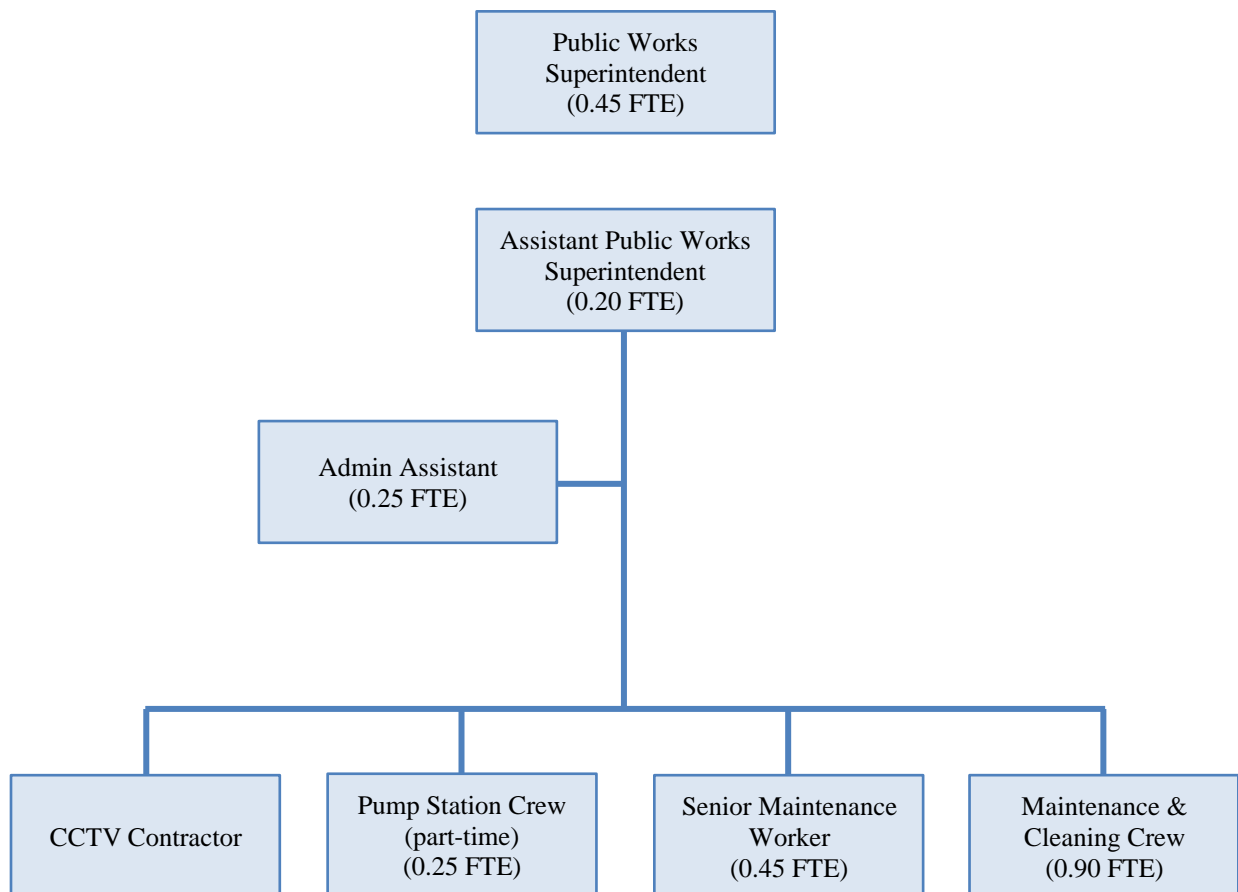 Public Works
Superintendent
(0.45 FTE)
Assistant Public Works
Superintendent
(0.20 FTE)
Admin Assistant
(0.25 FTE)
CCTV Contractor
Pump Station Crew
(part-time)
(0.25 FTE)
Senior Maintenance
Worker
(0.45 FTE)
Maintenance &
Cleaning Crew
(0.90 FTE)